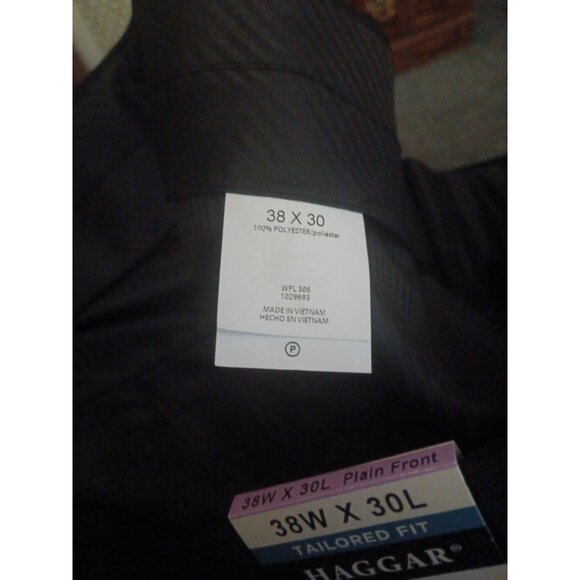 38 X 30
100% POLYESTER/poliéster
WPL 386
1029693
MADE IN VIETNAM
HECHO EN VIETNAM
P
38W X 30L Plain Front
38W X 30L
TAILORED FIT
HAGGAR®